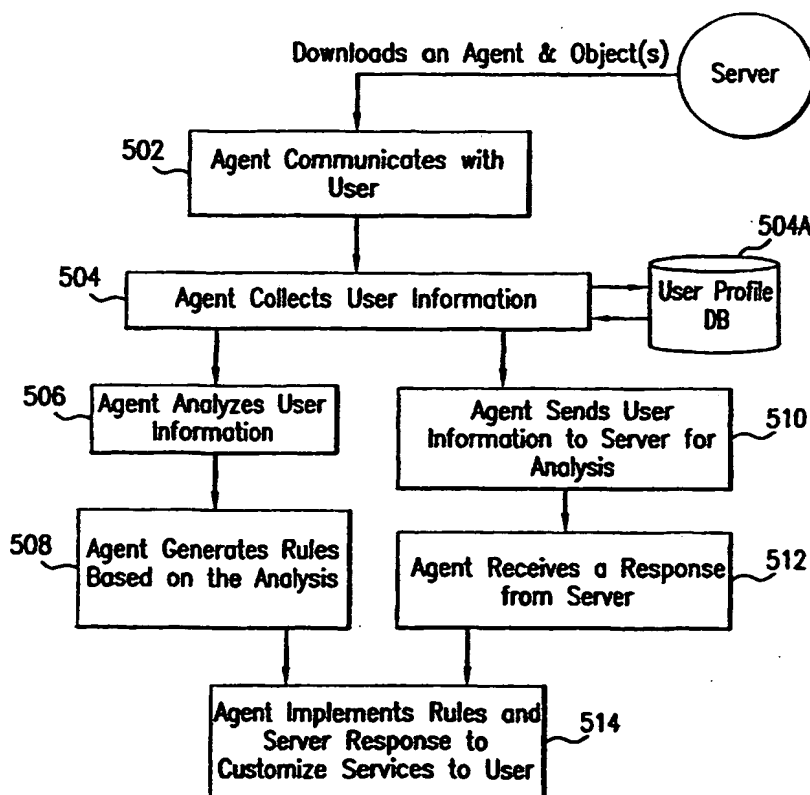 Downloads an Agent & Object(s)
Server
502
Agent Communicates with
User
504A
504
Agent Collects User Information
User Profile
DB
506
Agent Analyzes User
Information
Agent Sends User
Information to Server for
Analysis
510
508
Agent Generates Rules
Based on the Analysis
Agent Receives a Response
from Server
512
Agent Implements Rules and
Server Response to
Customize Services to User
514